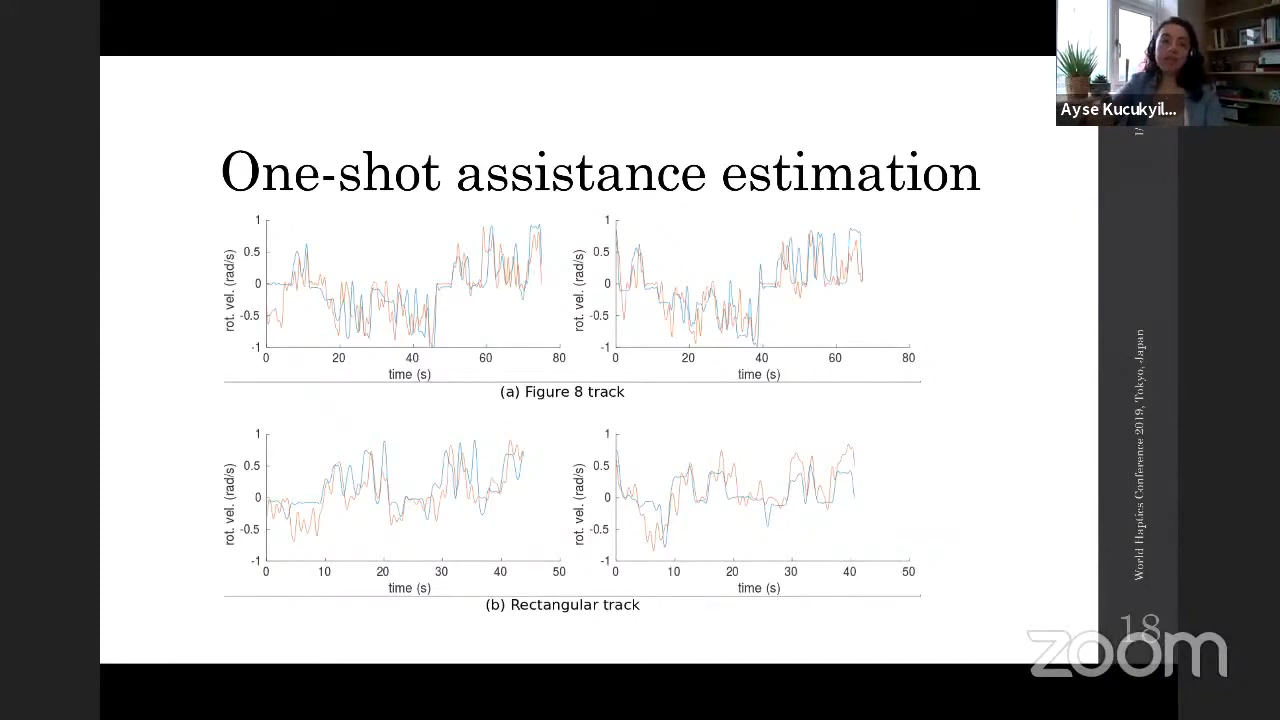 Ayse Kucukyil...
One-shot assistance estimation
1
0.5
0
-0.5
-1
rot. vel. (rad/s)
0 20 40 60 80
time (s)
1
0.5
0
-0.5
-1
rot. vel. (rad/s)
0 20 40 60 80
time (s)
(a) Figure 8 track
1
0.5
0
-0.5
-1
rot. vel. (rad/s)
0 10 20 30 40 50
time (s)
1
0.5
0
-0.5
-1
rot. vel. (rad/s)
0 10 20 30 40 50
time (s)
(b) Rectangular track
World Haptics Conference 2019, Tokyo, Japan
18
zoom